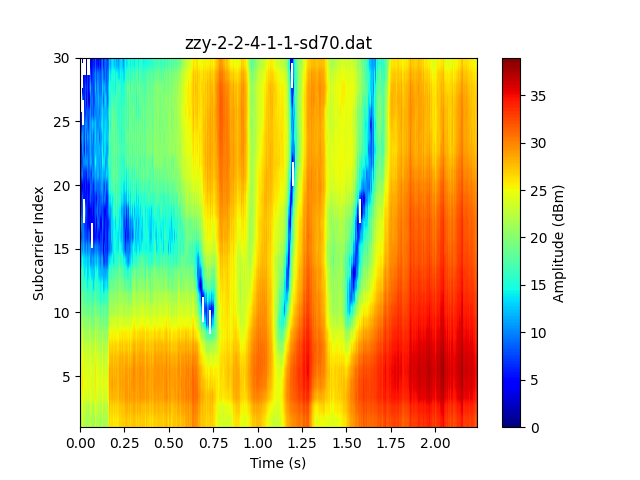 zzy-2-2-4-1-1-sd70.dat
30
25
20
15
10
5
Subcarrier Index
0.00 0.25 0.50 0.75 1.00 1.25 1.50 1.75 2.00
Time (s)
35
30
25
20
15
10
5
0
Amplitude (dBm)